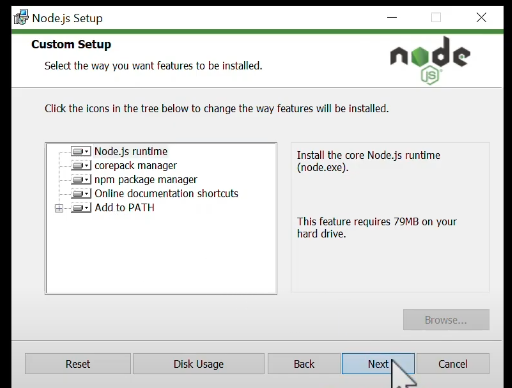 Node.js Setup
Custom Setup
Select the way you want features to be installed.
node
JS
Click the icons in the tree below to change the way features will be installed.
Node.js runtime
corepack manager
npm package manager
Online documentation shortcuts
Add to PATH
Install the core Node.js runtime
(node.exe).
This feature requires 79MB on your
hard drive.
Browse...
Reset
Disk Usage
Back
Next
Cancel